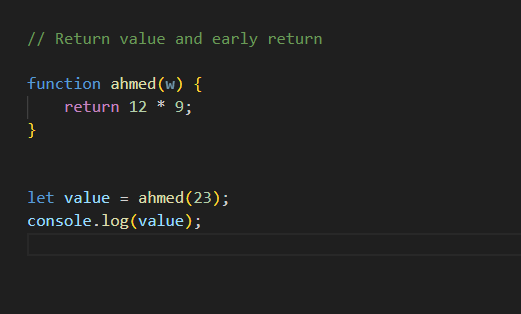 // Return value and early return
function ahmed(w) {
    return 12 * 9;
}
let value = ahmed(23);
console.log(value);